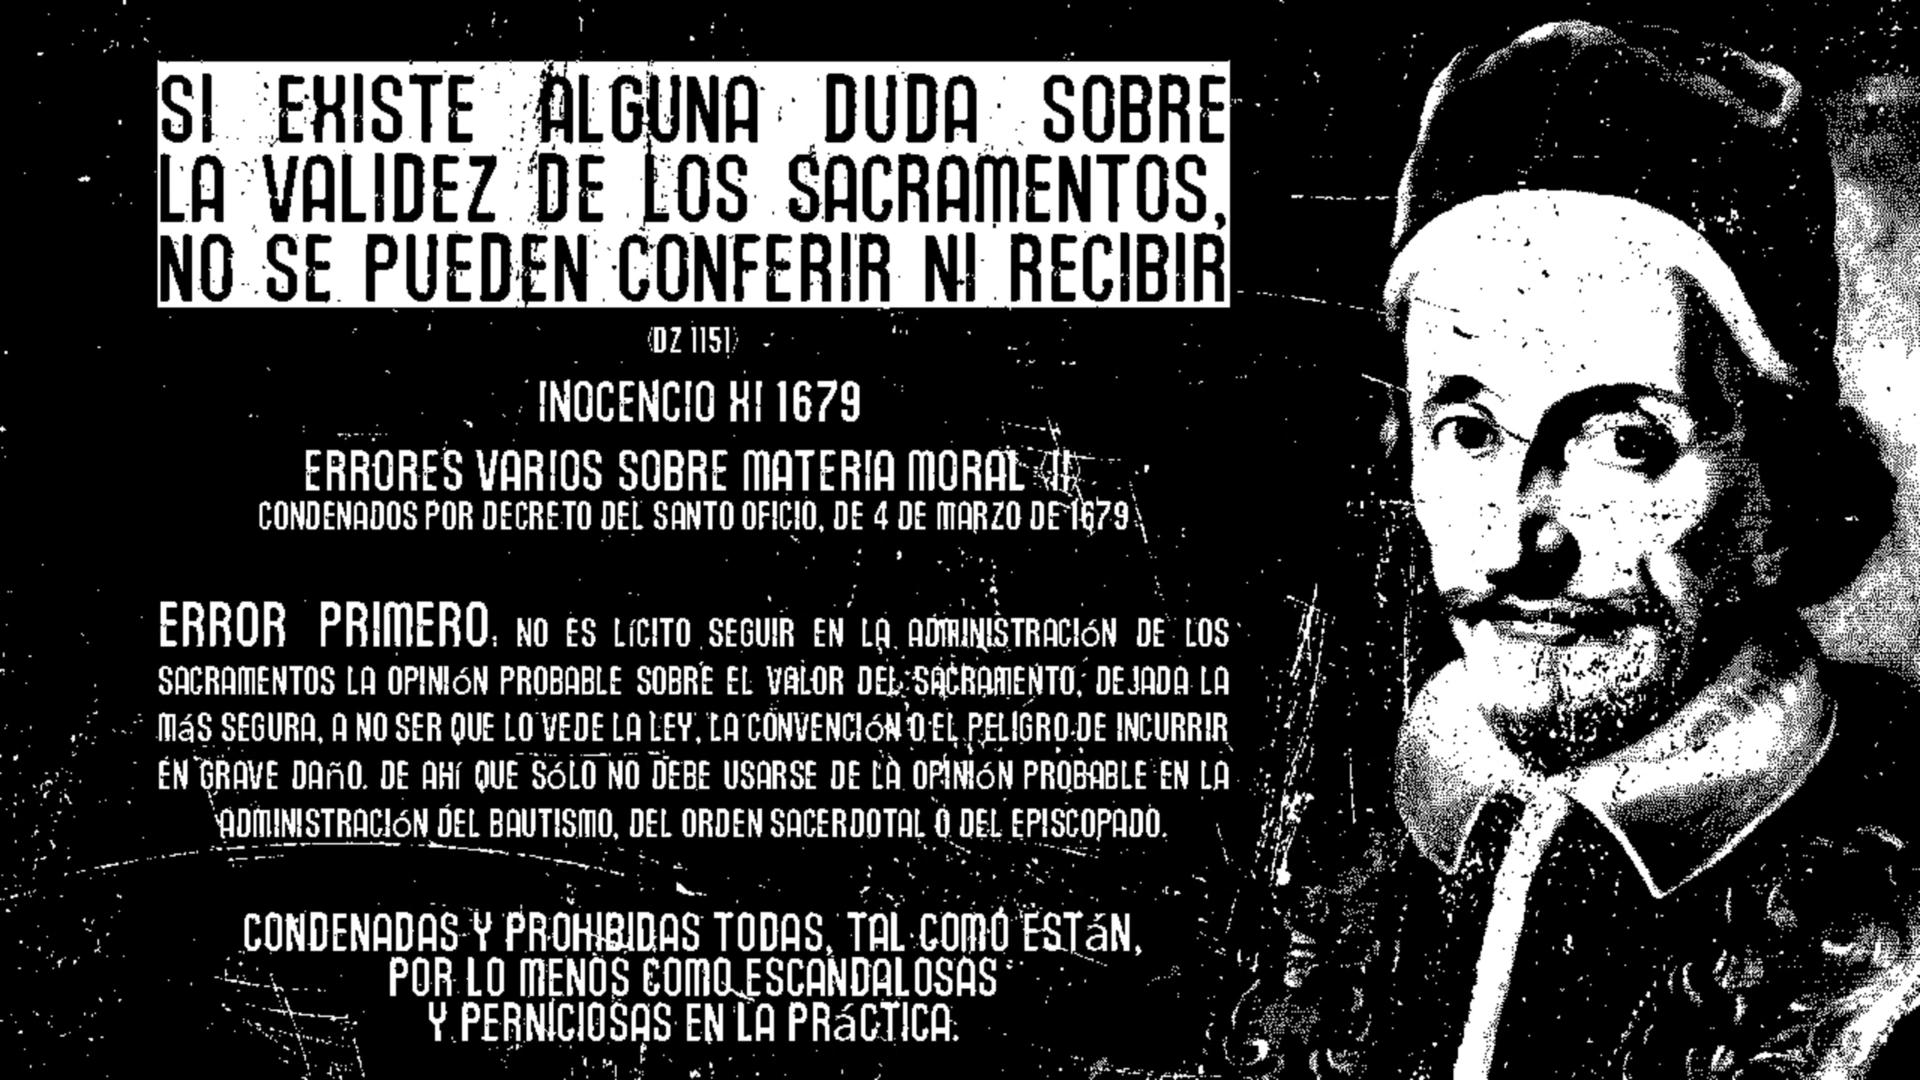 SI EXISTE ALGUNA DUDA SOBRE
LA VALIDEZ DE LOS SACRAMENTOS,
NO SE PUEDEN CONFERIR NI RECIBIR
(DZ 1151)
INOCENCIO XI 1679
ERRORES VARIOS SOBRE MATERIA MORAL (II)
CONDENADOS POR DECRETO DEL SANTO OFICIO, DE 4 DE MARZO DE 1679
ERROR PRIMERO: NO ES LÍCITO SEGUIR EN LA ADMINISTRACIÓN DE LOS
SACRAMENTOS LA OPINIÓN PROBABLE SOBRE EL VALOR DEL SACRAMENTO, DEJADA LA
MÁS SEGURA, A NO SER QUE LO VEDE LA LEY, LA CONVENCIÓN O EL PELIGRO DE INCURRIR
EN GRAVE DAÑO. DE AHÍ QUE SÓLO NO DEBE USARSE DE LA OPINIÓN PROBABLE EN LA
ADMINISTRACIÓN DEL BAUTISMO, DEL ORDEN SACERDOTAL O DEL EPISCOPADO.
CONDENADAS Y PROHIBIDAS TODAS, TAL COMO ESTÁN,
POR LO MENOS COMO ESCANDALOSAS
Y PERNICIOSAS EN LA PRÁCTICA.